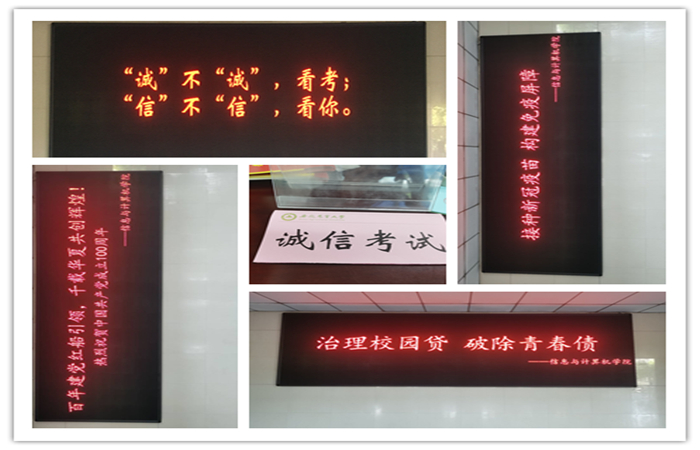 “诚”不“诚”，看考；
“信”不“信”，看你。
接种新冠疫苗 构建免疫屏障
——信息与计算机学院
百年建党红船引领，千载华夏共创辉煌！
热烈祝贺中国共产党成立100周年
——信息与计算机学院
诚信考试
治理校园贷 破除青春债
——信息与计算机学院